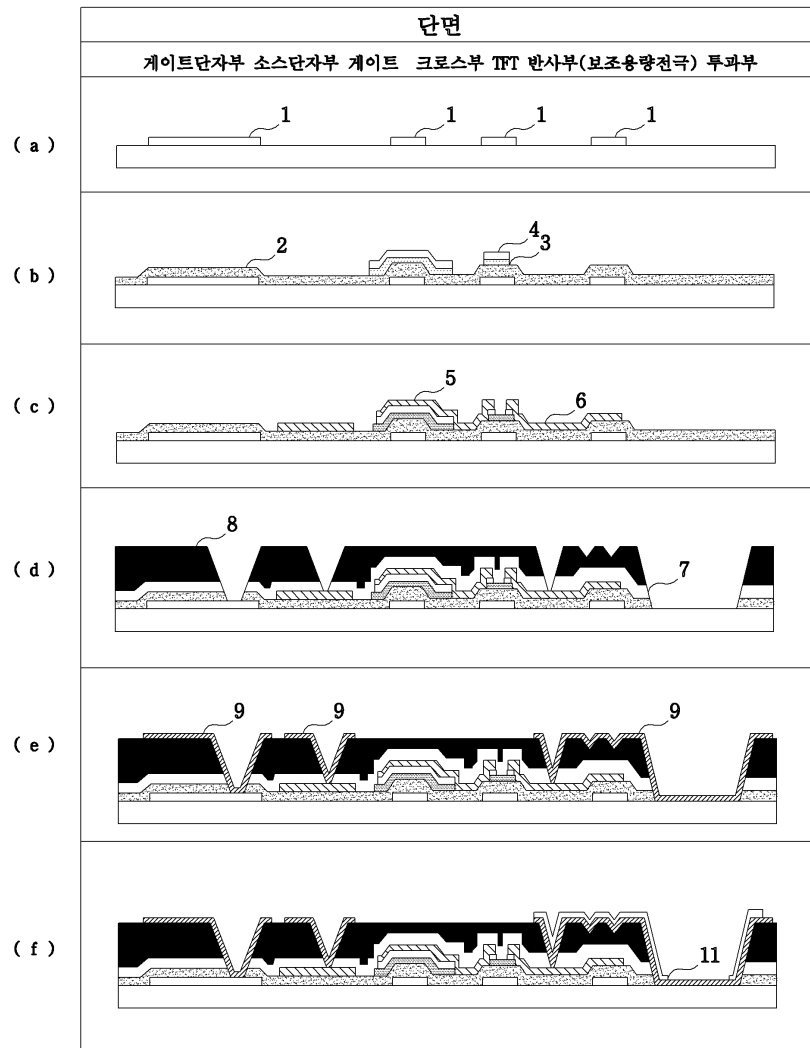 단면
게이트단자부 소스단자부 게이트 크로스부 TFT 반사부(보조용량전극) 투과부
(a) 1 1 1 1
(b) 2 4 3
(c) 5 6
(d) 8 7
(e) 9 9 9
(f) 11